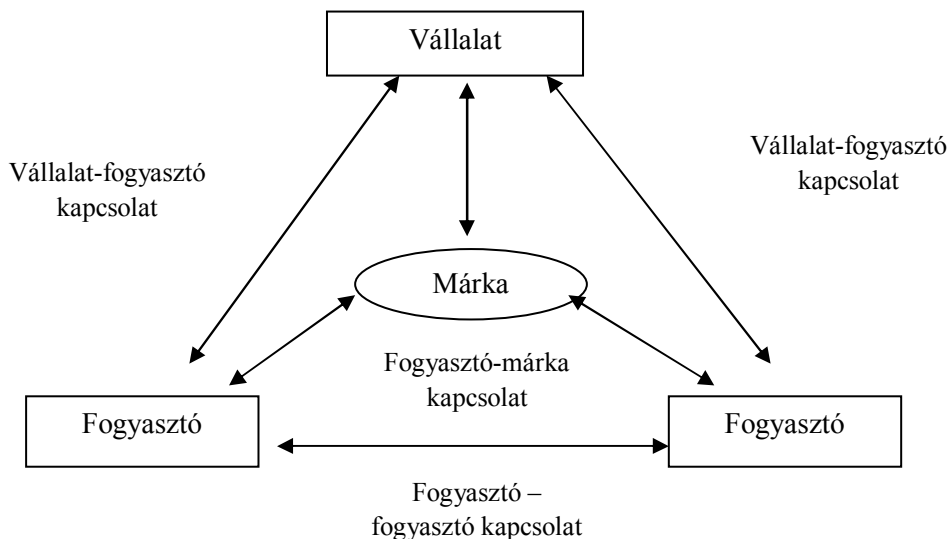 Vállalat
Vállalat-fogyasztó
kapcsolat
Vállalat-fogyasztó
kapcsolat
Márka
Fogyasztó-márka
kapcsolat
Fogyasztó
Fogyasztó
Fogyasztó –
fogyasztó kapcsolat